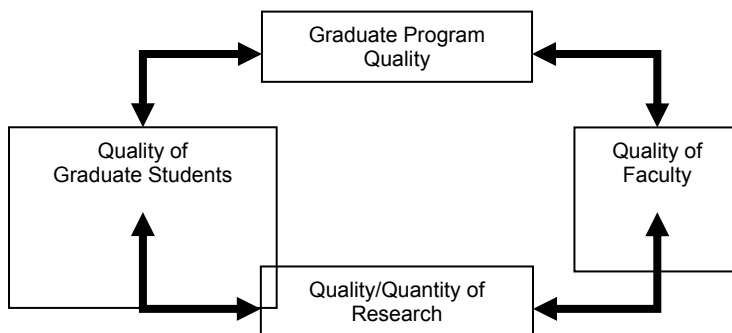 Graduate Program
Quality
Quality of
Graduate Students
Quality of
Faculty
Quality/Quantity of
Research